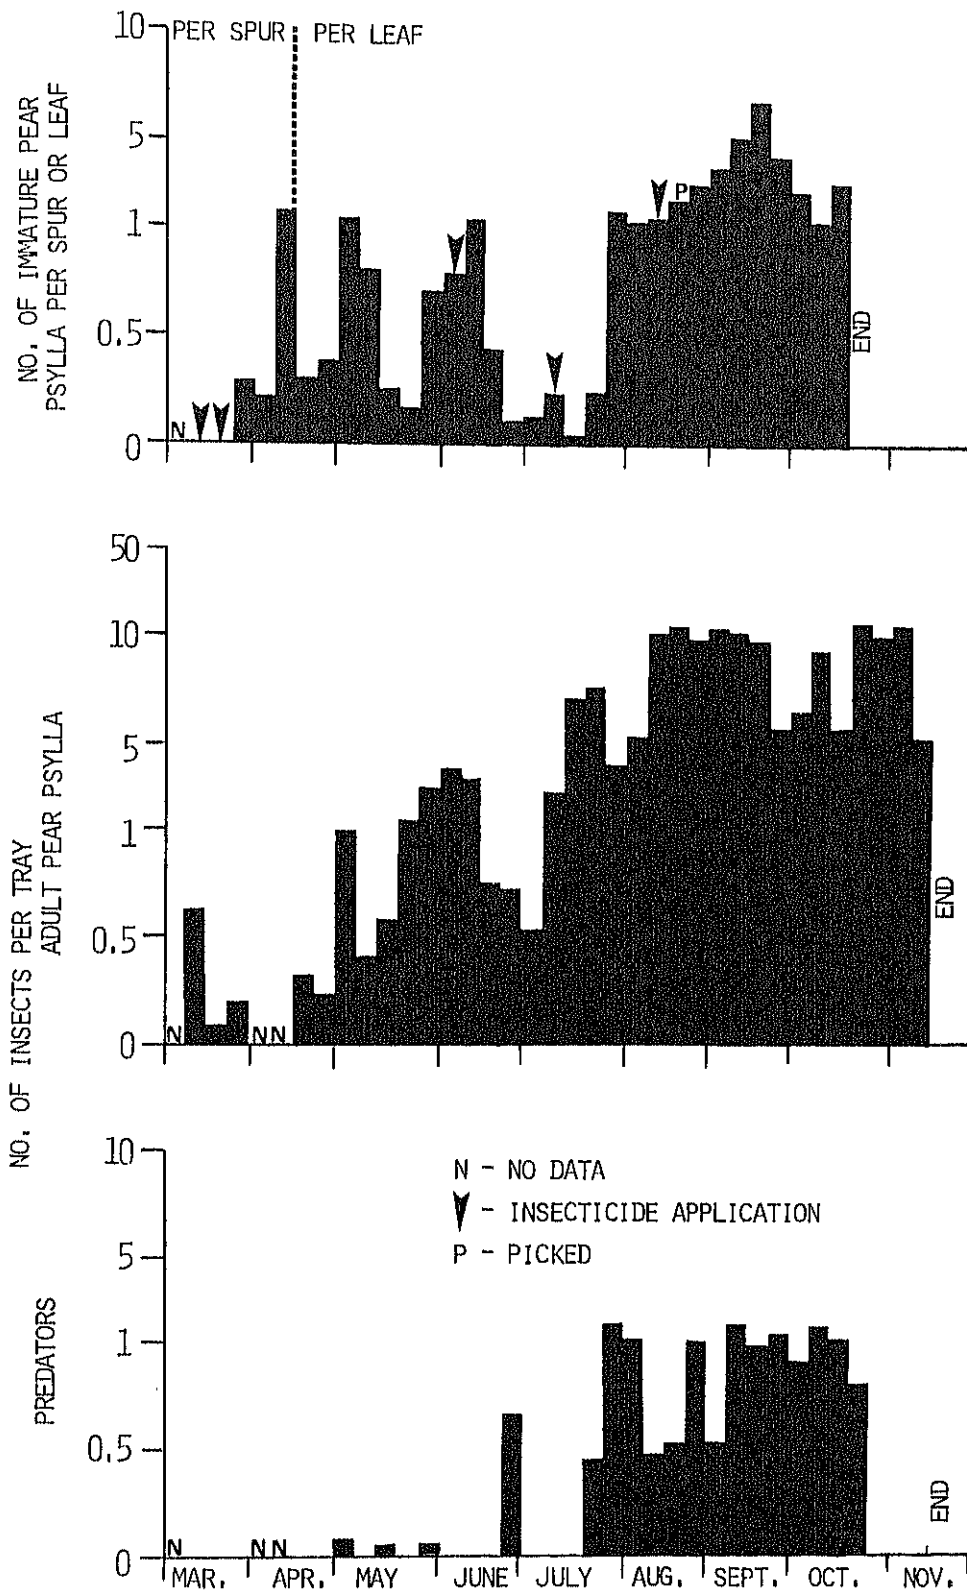 10
PER SPUR
PER LEAF
5
1
0.5
0
NO. OF IMMATURE PEAR
PSYLLA PER SPUR OR LEAF
N
P
END
50
10
5
1
0.5
0
NO. OF INSECTS PER TRAY
ADULT PEAR PSYLLA
N
N N
END
10
5
1
0.5
0
PREDATORS
N - NO DATA
- INSECTICIDE APPLICATION
P - PICKED
N
N N
END
MAR. APR. MAY JUNE JULY AUG. SEPT. OCT. NOV.